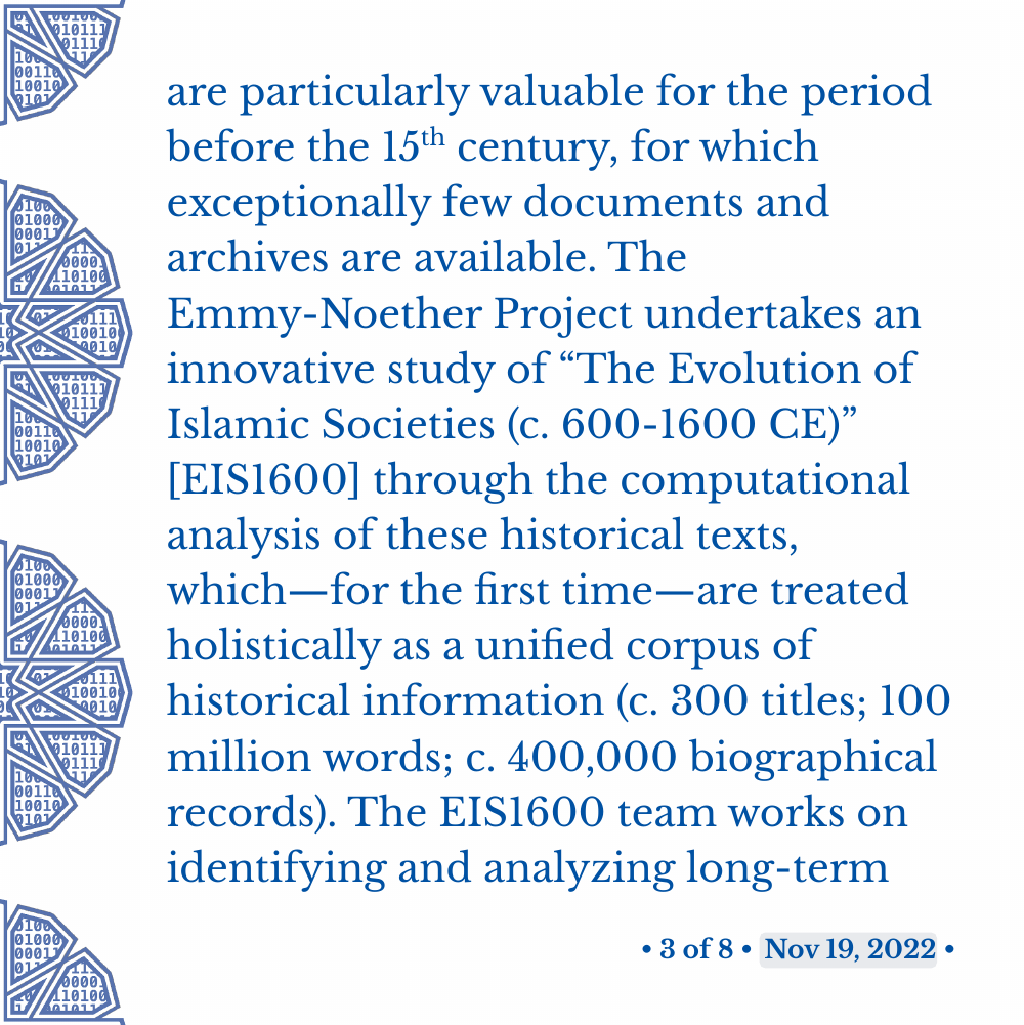 are particularly valuable for the period
before the 15th century, for which
exceptionally few documents and
archives are available. The
Emmy-Noether Project undertakes an
innovative study of “The Evolution of
Islamic Societies (c. 600-1600 CE)”
[EIS1600] through the computational
analysis of these historical texts,
which—for the first time—are treated
holistically as a unified corpus of
historical information (c. 300 titles; 100
million words; c. 400,000 biographical
records). The EIS1600 team works on
identifying and analyzing long-term
• 3 of 8 • Nov 19, 2022 •